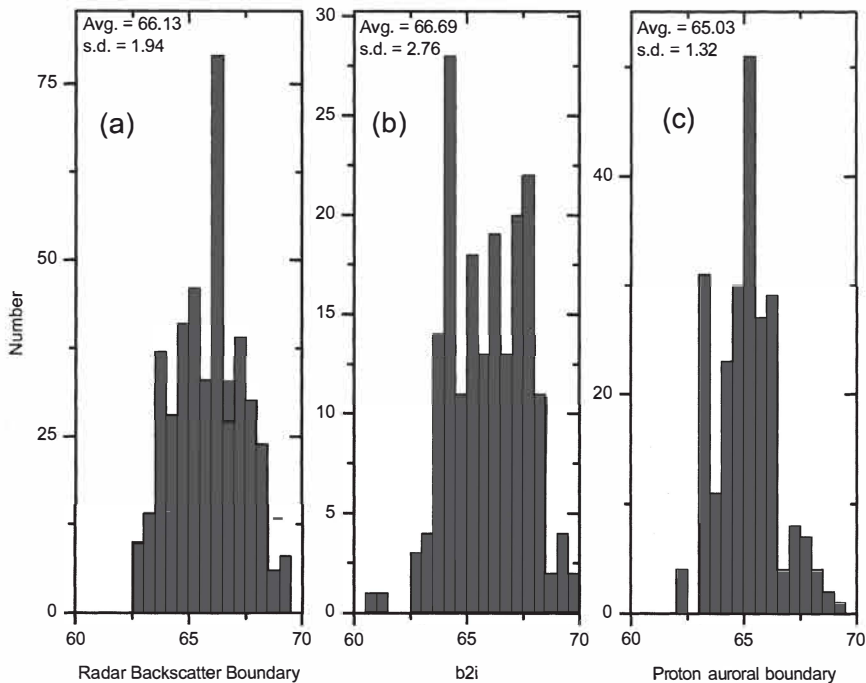 Avg. = 66.13
s.d. = 1.94
(a)
75
50
25
0
Number
60 65 70
Radar Backscatter Boundary
Avg. = 66.69
s.d. = 2.76
(b)
30
25
20
15
10
5
0
60 65 70
b2i
Avg. = 65.03
s.d. = 1.32
(c)
40
20
0
60 65 70
Proton auroral boundary